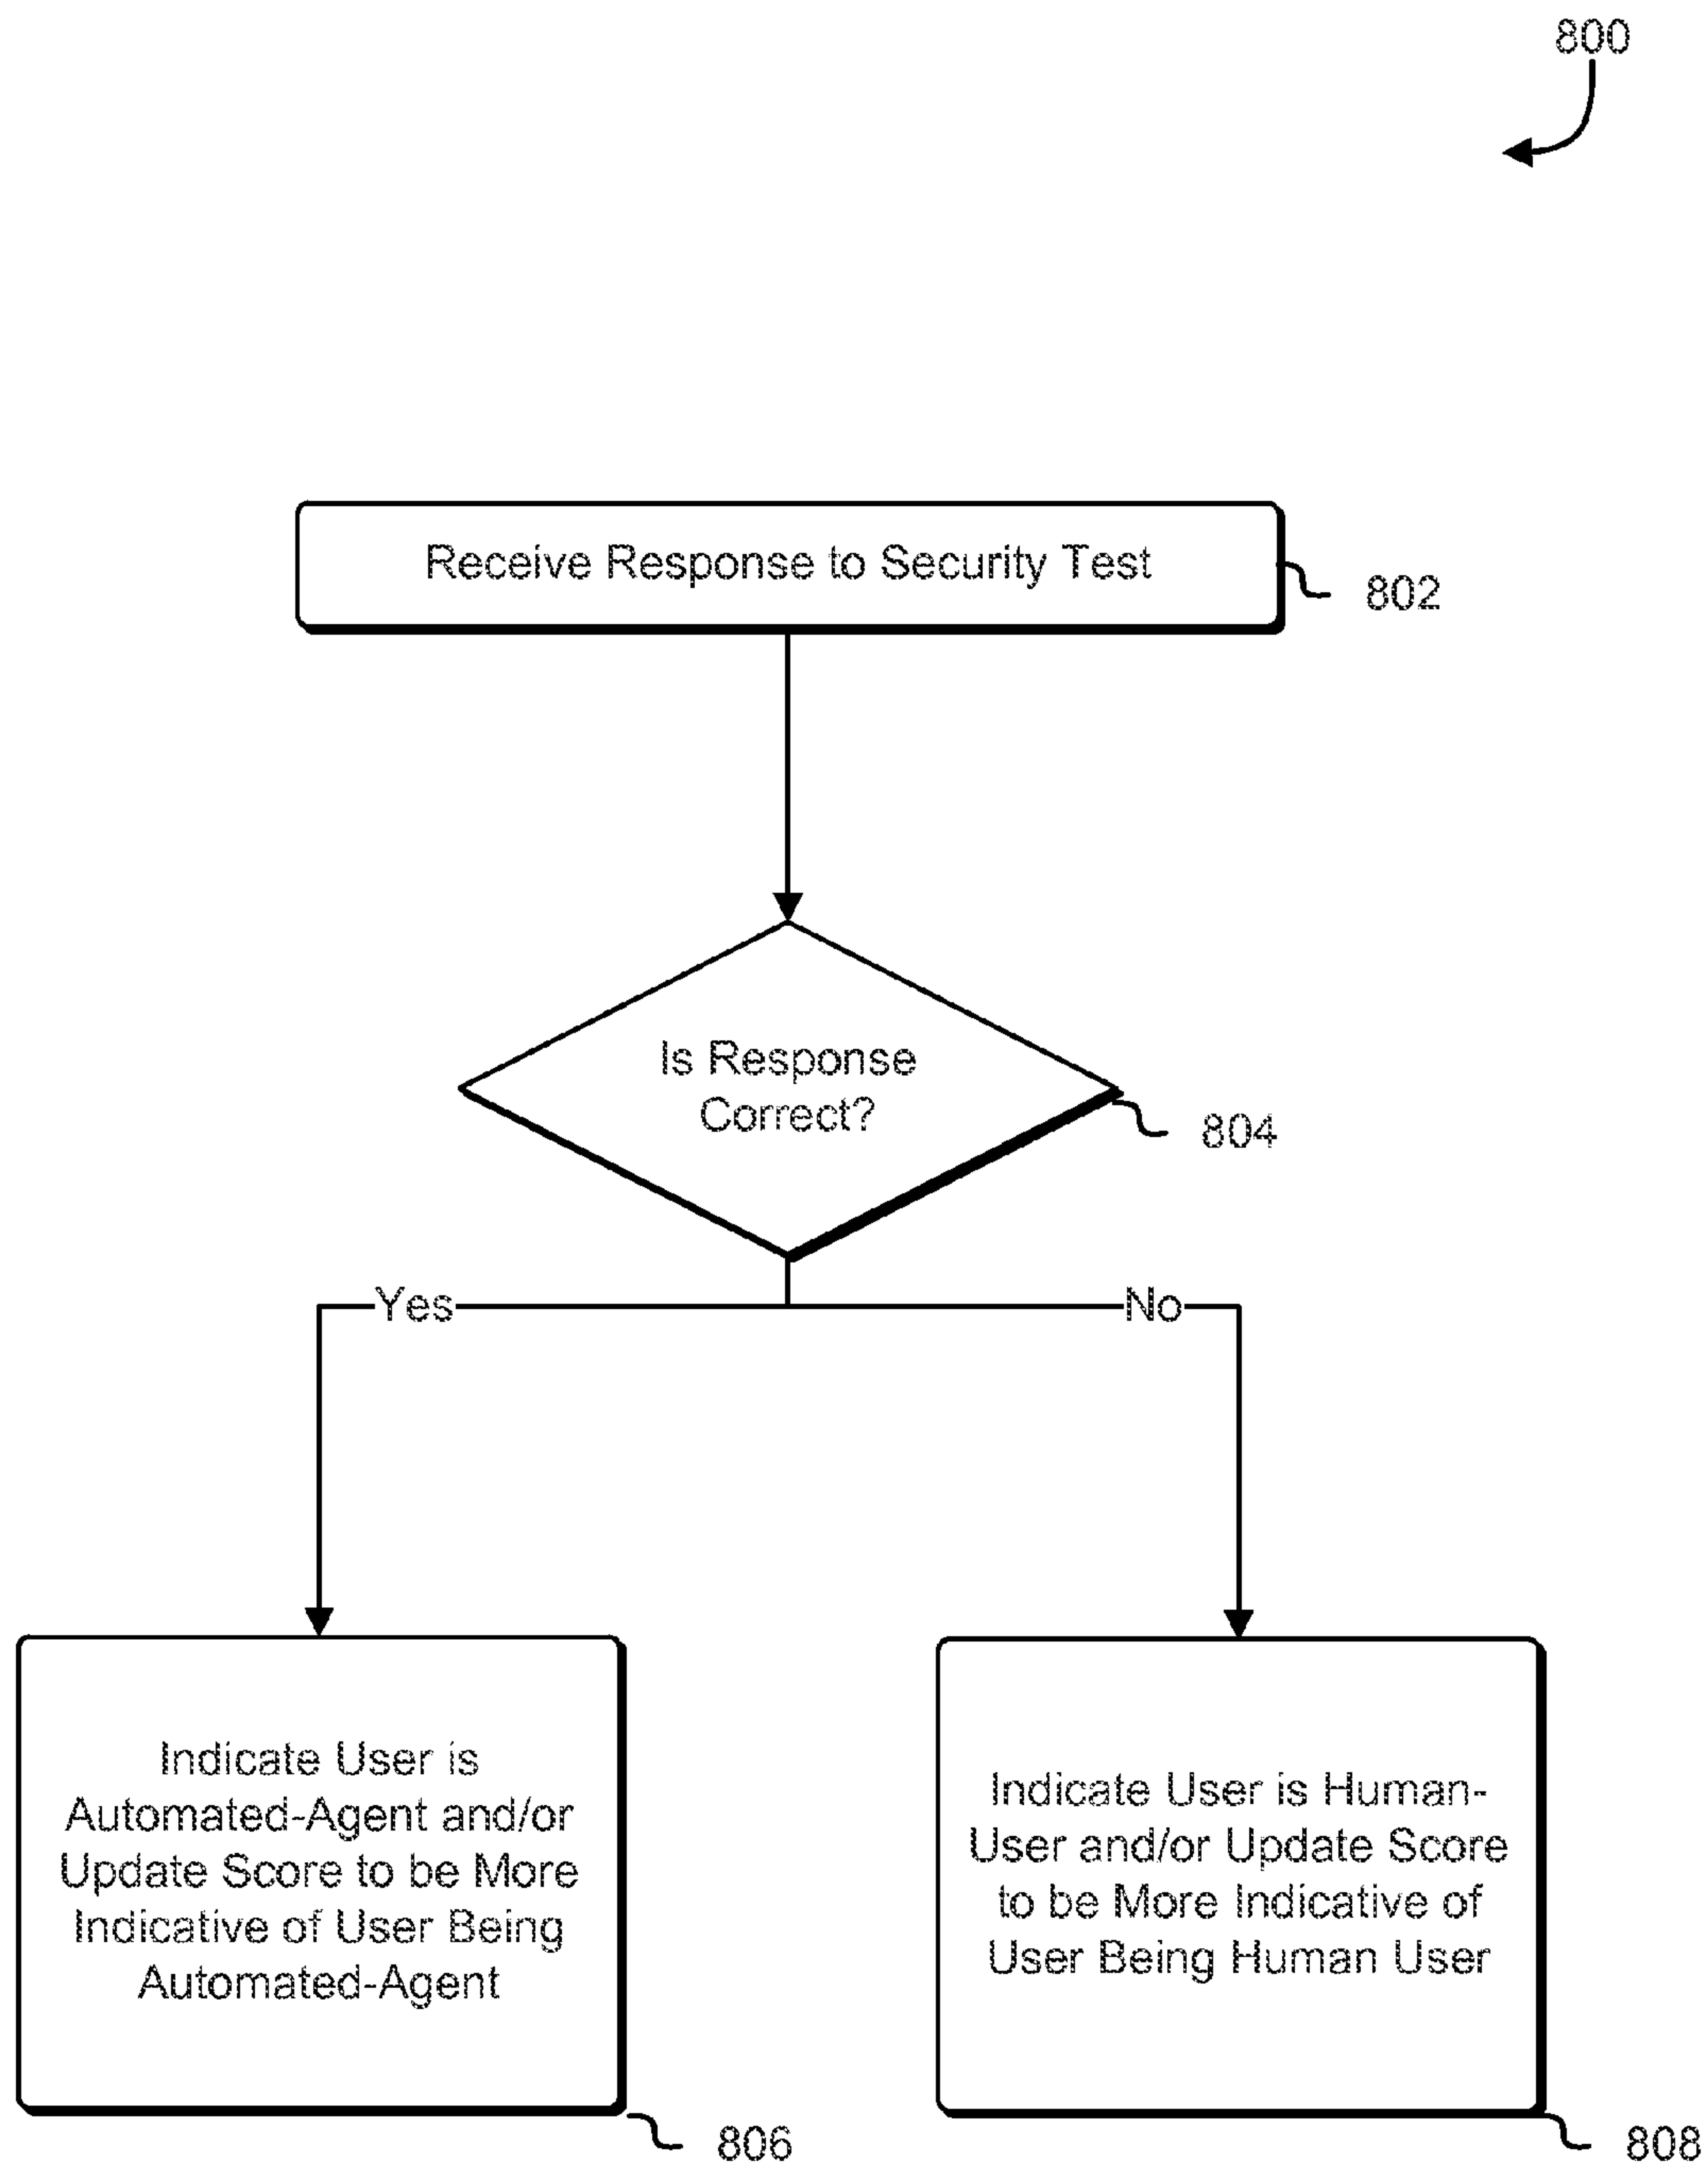 800
Receive Response to Security Test
802
Is Response
Correct?
804
Yes
No
Indicate User is
Automated-Agent and/or
Update Score to be More
Indicative of User Being
Automated-Agent
806
Indicate User is Human-
User and/or Update Score
to be More Indicative of
User Being Human User
808